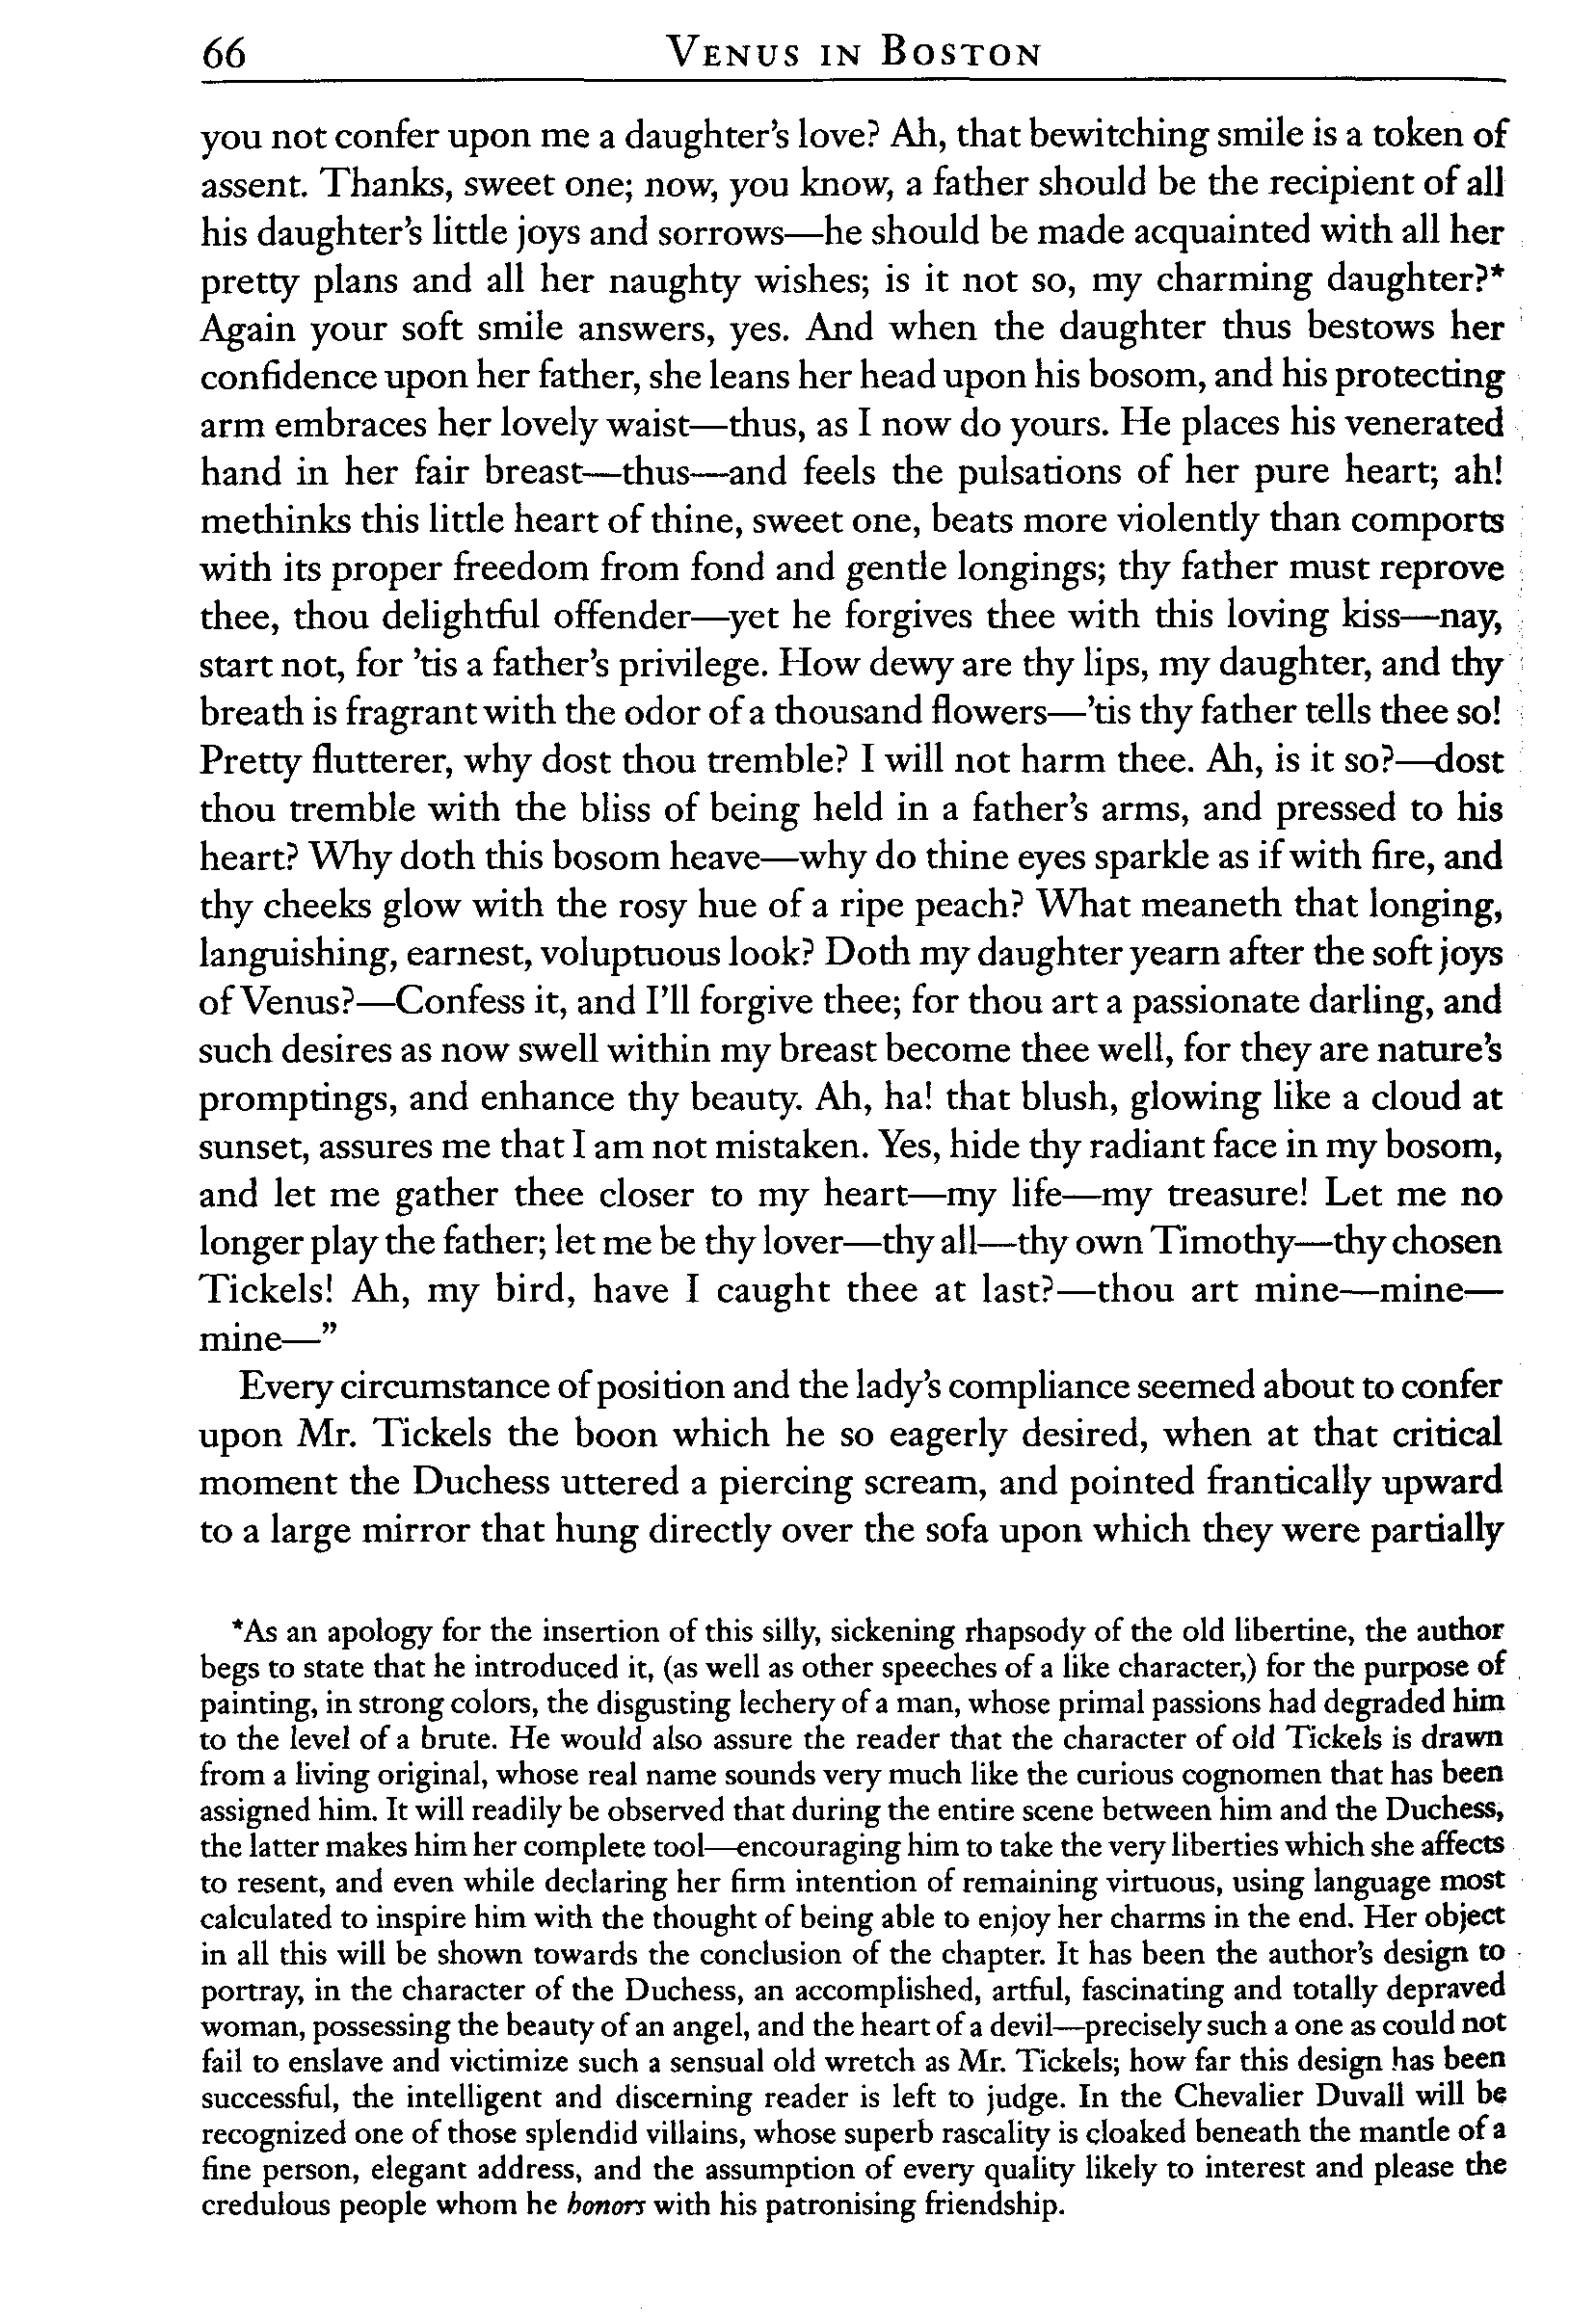 66 VENUS IN BOSTON
you not confer upon me a daughter's love? Ah, that bewitching smile is a token of
assent. Thanks, sweet one; now, you know, a father should be the recipient of all
his daughter's little joys and sorrows—he should be made acquainted with all her
pretty plans and all her naughty wishes; is it not so, my charming daughter?*
Again your soft smile answers, yes. And when the daughter thus bestows her
confidence upon her father, she leans her head upon his bosom, and his protecting
arm embraces her lovely waist—thus, as I now do yours. He places his venerated
hand in her fair breast—thus—and feels the pulsations of her pure heart; ah!
methinks this little heart of thine, sweet one, beats more violently than comports
with its proper freedom from fond and gentle longings; thy father must reprove
thee, thou delightful offender—yet he forgives thee with this loving kiss—nay,
start not, for 'tis a father's privilege. How dewy are thy lips, my daughter, and thy
breath is fragrant with the odor of a thousand flowers—'tis thy father tells thee so!
Pretty flutterer, why dost thou tremble? I will not harm thee. Ah, is it so?—dost
thou tremble with the bliss of being held in a father's arms, and pressed to his
heart? Why doth this bosom heave—why do thine eyes sparkle as if with fire, and
thy cheeks glow with the rosy hue of a ripe peach? What meaneth that longing,
languishing, earnest, voluptuous look? Doth my daughter yearn after the soft joys
of Venus?—Confess it, and I'll forgive thee; for thou art a passionate darling, and
such desires as now swell within my breast become thee well, for they are nature's
promptings, and enhance thy beauty. Ah, ha! that blush, glowing like a cloud at
sunset, assures me that I am not mistaken. Yes, hide thy radiant face in my bosom,
and let me gather thee closer to my heart—my life—my treasure! Let me no
longer play the father; let me be thy lover—thy all—thy own Timothy—thy chosen
Tickels! Ah, my bird, have I caught thee at last?—thou art mine—mine—
mine—"
Every circumstance of position and the lady's compliance seemed about to confer
upon Mr. Tickels the boon which he so eagerly desired, when at that critical
moment the Duchess uttered a piercing scream, and pointed frantically upward
to a large mirror that hung directly over the sofa upon which they were partially
*As an apology for the insertion of this silly, sickening rhapsody of the old libertine, the author
begs to state that he introduced it, (as well as other speeches of a like character,) for the purpose of
painting, in strong colors, the disgusting lechery of a man, whose primal passions had degraded him
to the level of a brute. He would also assure the reader that the character of old Tickels is drawn
from a living original, whose real name sounds very much like the curious cognomen that has been
assigned him. It will readily be observed that during the entire scene between him and the Duchess,
the latter makes him her complete tool—encouraging him to take the very liberties which she affects
to resent, and even while declaring her firm intention of remaining virtuous, using language most
calculated to inspire him with the thought of being able to enjoy her charms in the end. Her object
in all this will be shown towards the conclusion of the chapter. It has been the author's design to
portray, in the character of the Duchess, an accomplished, artful, fascinating and totally depraved
woman, possessing the beauty of an angel, and the heart of a devil—precisely such a one as could not
fail to enslave and victimize such a sensual old wretch as Mr. Tickels; how far this design has been
successful, the intelligent and discerning reader is left to judge. In the Chevalier Duvall will be
recognized one of those splendid villains, whose superb rascality is cloaked beneath the mantle of a
fine person, elegant address, and the assumption of every quality likely to interest and please the
credulous people whom he honors with his patronising friendship.